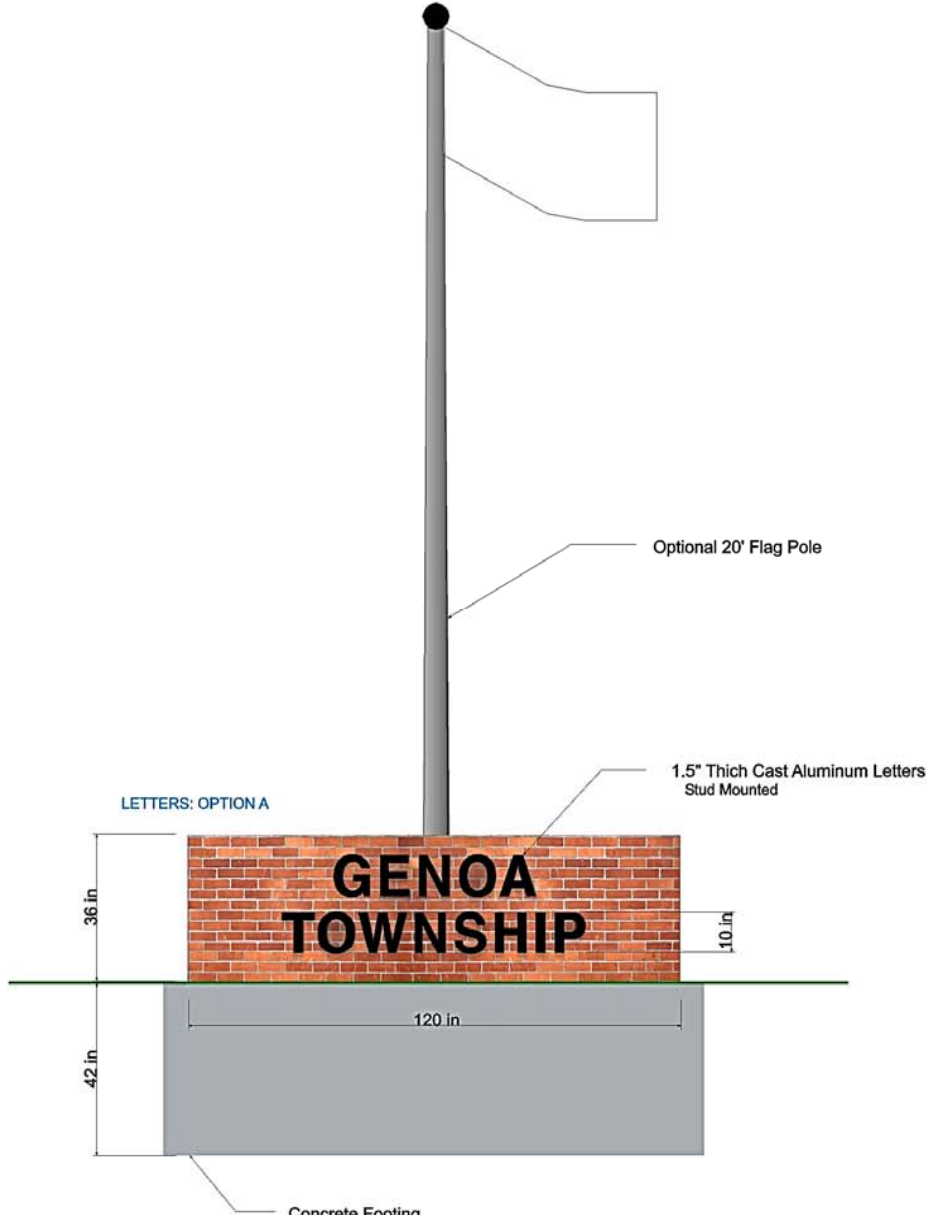 Optional 20' Flag Pole
1.5" Thich Cast Aluminum Letters
Stud Mounted
LETTERS: OPTION A
36 in
GENOA
TOWNSHIP
10 in
120 in
42 in
Concrete Footing